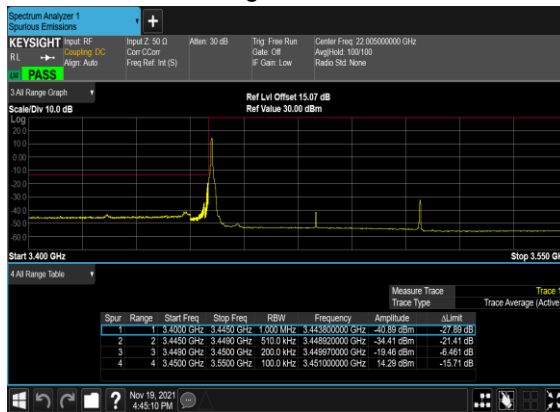 Spectrum Analyzer 1
Spurious Emissions
KEYSIGHT Input: RF Input Z: 50 Ω Atten: 30 dB Trig: Free Run Center Freq: 22.005000000 GHz
RL Coupling: DC Corr CCorr Gate: Off Avg|Hold: 100/100
Align: Auto Freq Ref: Int (S) IF Gain: Low Radio Std: None
PASS
3 All Range Graph
Ref Lvl Offset 15.07 dB
Scale/Div 10.0 dB Ref Value 30.00 dBm
Log
20.0
10.0
0.00
-10.0
-20.0
-30.0
-40.0
-50.0
-60.0
Start 3.400 GHz Stop 3.550 GH
4 All Range Table
Measure Trace Trace 1
Trace Type Trace Average (Active
Spur Range Start Freq Stop Freq RBW Frequency Amplitude ΔLimit
1 1 3.4000 GHz 3.4450 GHz 1.000 MHz 3.443800000 GHz -40.89 dBm -27.89 dB
2 2 3.4450 GHz 3.4490 GHz 510.0 kHz 3.448920000 GHz -34.41 dBm -21.41 dB
3 3 3.4490 GHz 3.4500 GHz 200.0 kHz 3.449970000 GHz -19.46 dBm -6.461 dB
4 4 3.4500 GHz 3.5500 GHz 100.0 kHz 3.451000000 GHz 14.29 dBm -15.71 dB
? Nov 19, 2021
4:45:10 PM